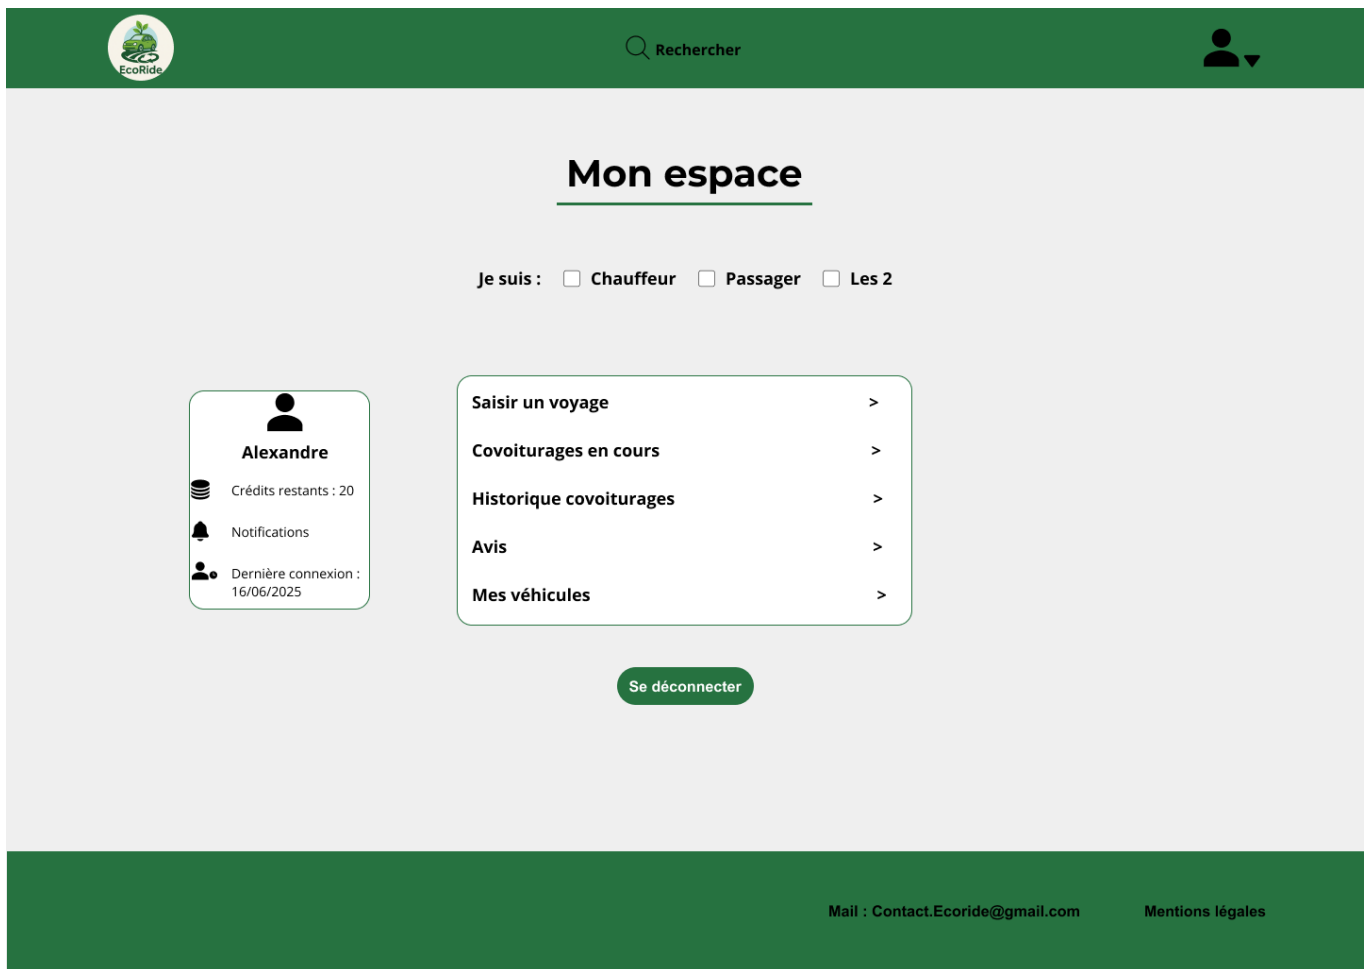 EcoRide
Rechercher
Mon espace
Je suis : Chauffeur Passager Les 2
Alexandre
Crédits restants : 20
Notifications
Dernière connexion :
16/06/2025
Saisir un voyage >
Covoiturages en cours >
Historique covoiturages >
Avis >
Mes véhicules >
Se déconnecter
Mail : Contact.Ecoride@gmail.com Mentions légales